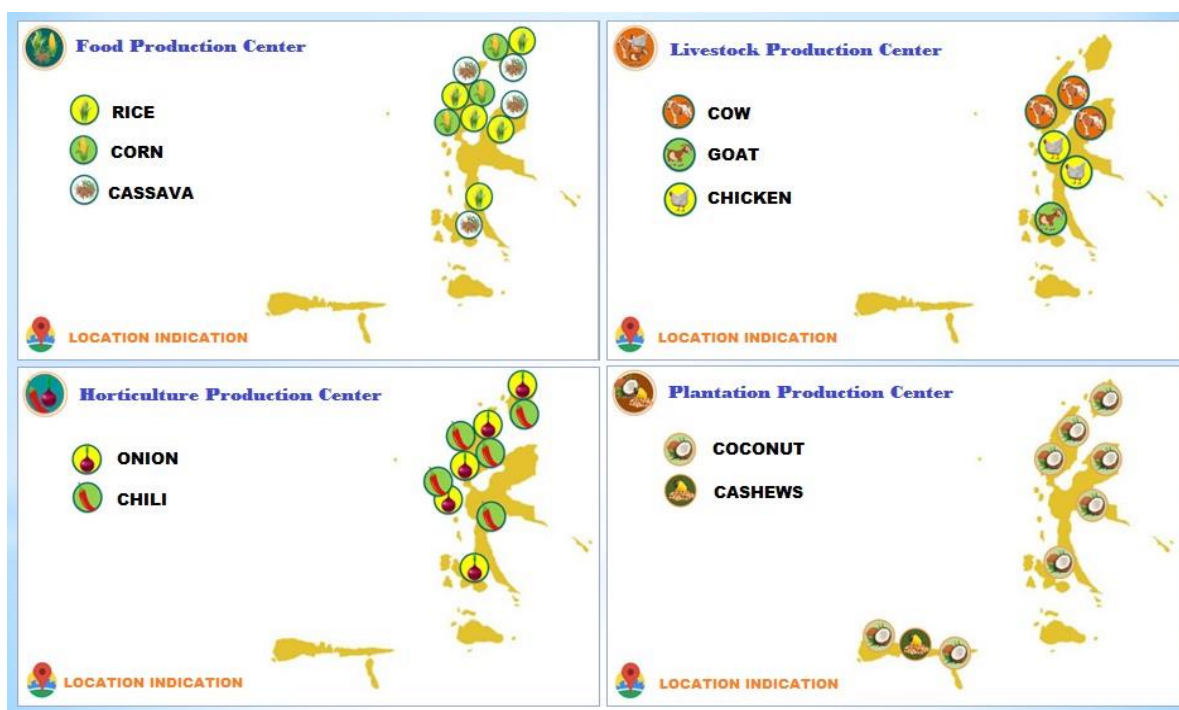 Food Production Center
RICE
CORN
CASSAVA
LOCATION INDICATION
Livestock Production Center
COW
GOAT
CHICKEN
LOCATION INDICATION
Horticulture Production Center
ONION
CHILI
LOCATION INDICATION
Plantation Production Center
COCONUT
CASHEWS
LOCATION INDICATION